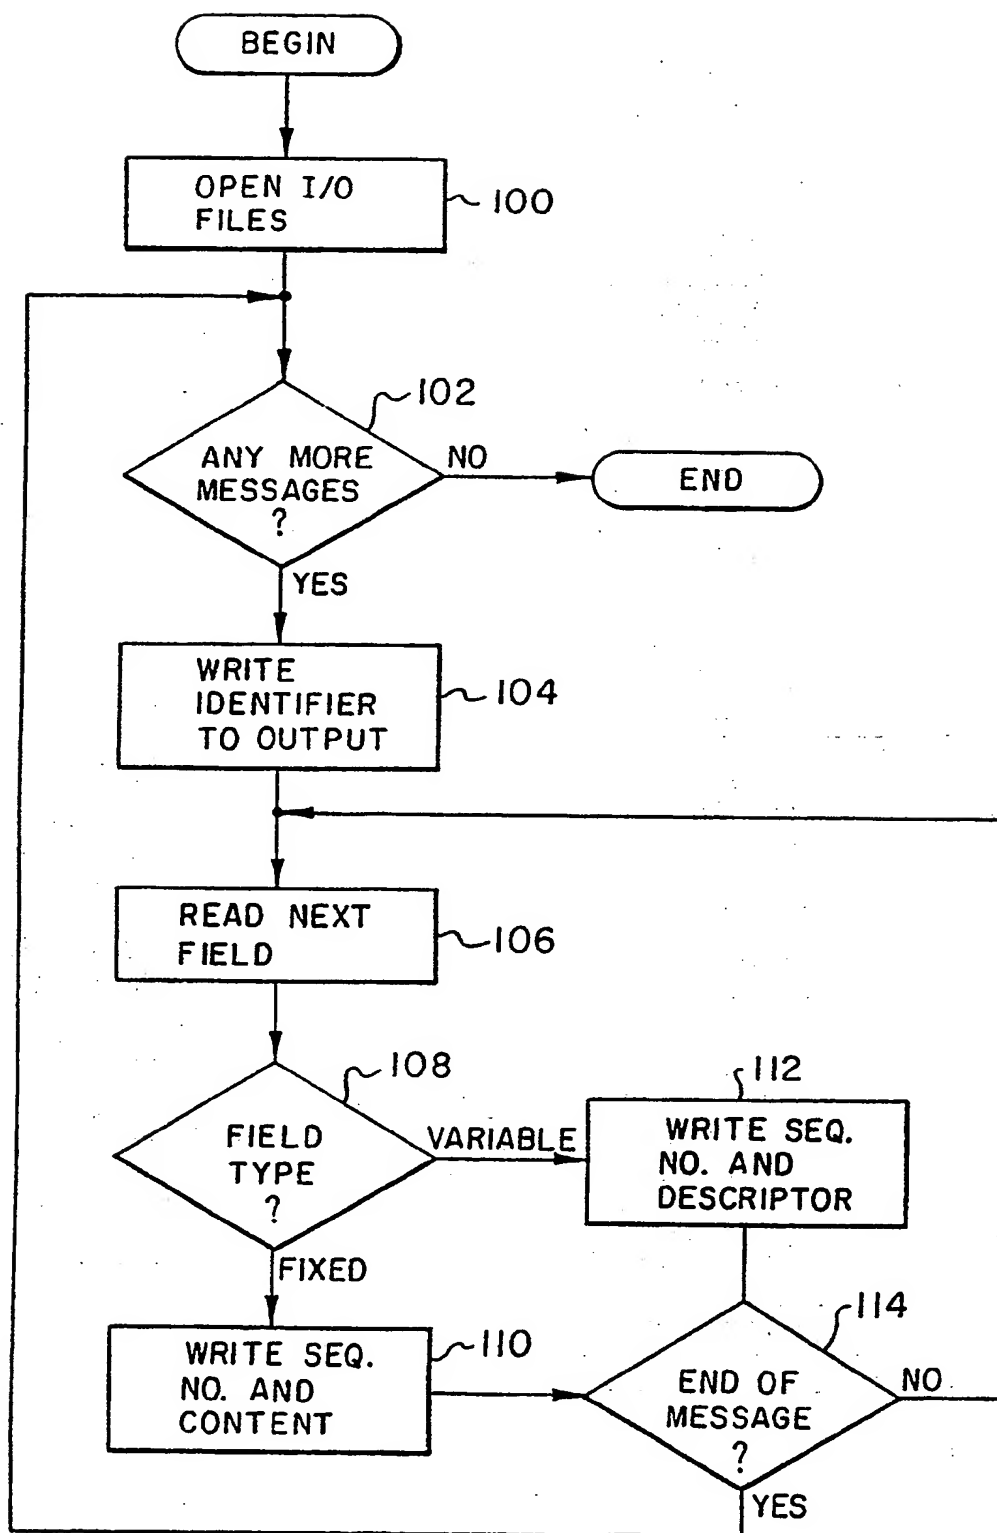 BEGIN
OPEN I/O
FILES
100
102
ANY MORE
MESSAGES
?
NO
END
YES
WRITE
IDENTIFIER
TO OUTPUT
104
READ NEXT
FIELD
106
108
FIELD
TYPE
?
VARIABLE
112
WRITE SEQ.
NO. AND
DESCRIPTOR
FIXED
WRITE SEQ.
NO. AND
CONTENT
110
114
END OF
MESSAGE
?
NO
YES